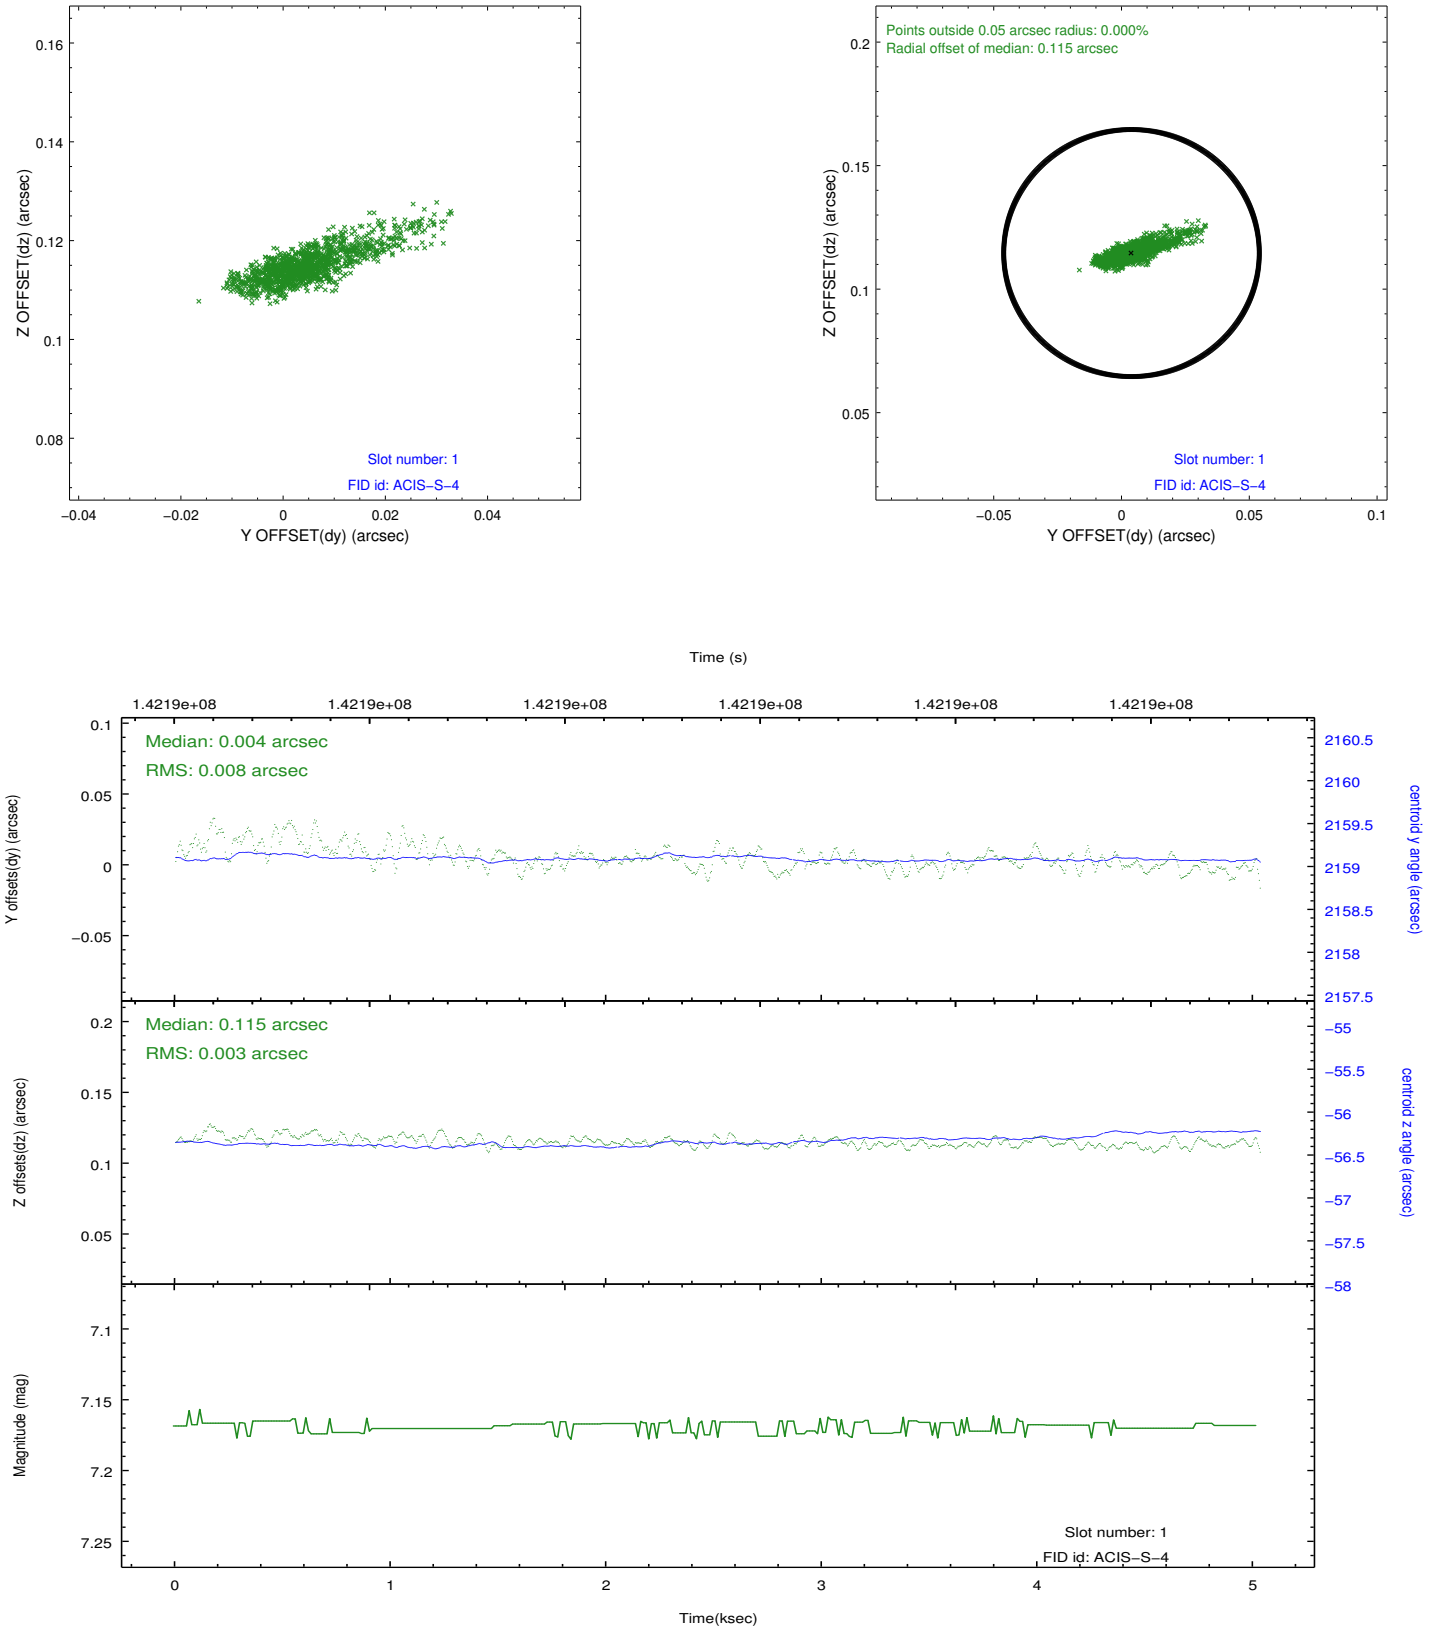 0.16
0.14
0.12
0.1
0.08
Z OFFSET(dz) (arcsec)
Slot number: 1
FID id: ACIS−S−4
−0.04 −0.02 0 0.02 0.04
Y OFFSET(dy) (arcsec)
Points outside 0.05 arcsec radius: 0.000%
Radial offset of median: 0.115 arcsec
0.2
0.15
0.1
0.05
Z OFFSET(dz) (arcsec)
Slot number: 1
FID id: ACIS−S−4
−0.05 0 0.05 0.1
Y OFFSET(dy) (arcsec)
Time (s)
1.4219e+08 1.4219e+08 1.4219e+08 1.4219e+08 1.4219e+08 1.4219e+08
Median: 0.004 arcsec
RMS: 0.008 arcsec
0.1
0.05
0
−0.05
Y offsets(dy) (arcsec)
2160.5
2160
2159.5
2159
2158.5
2158
2157.5
centroid y angle (arcsec)
Median: 0.115 arcsec
RMS: 0.003 arcsec
0.2
0.15
0.1
0.05
Z offsets(dz) (arcsec)
−55
−55.5
−56
−56.5
−57
−57.5
−58
centroid z angle (arcsec)
7.1
7.15
7.2
7.25
Magnitude (mag)
Slot number: 1
FID id: ACIS−S−4
0 1 2 3 4 5
Time(ksec)